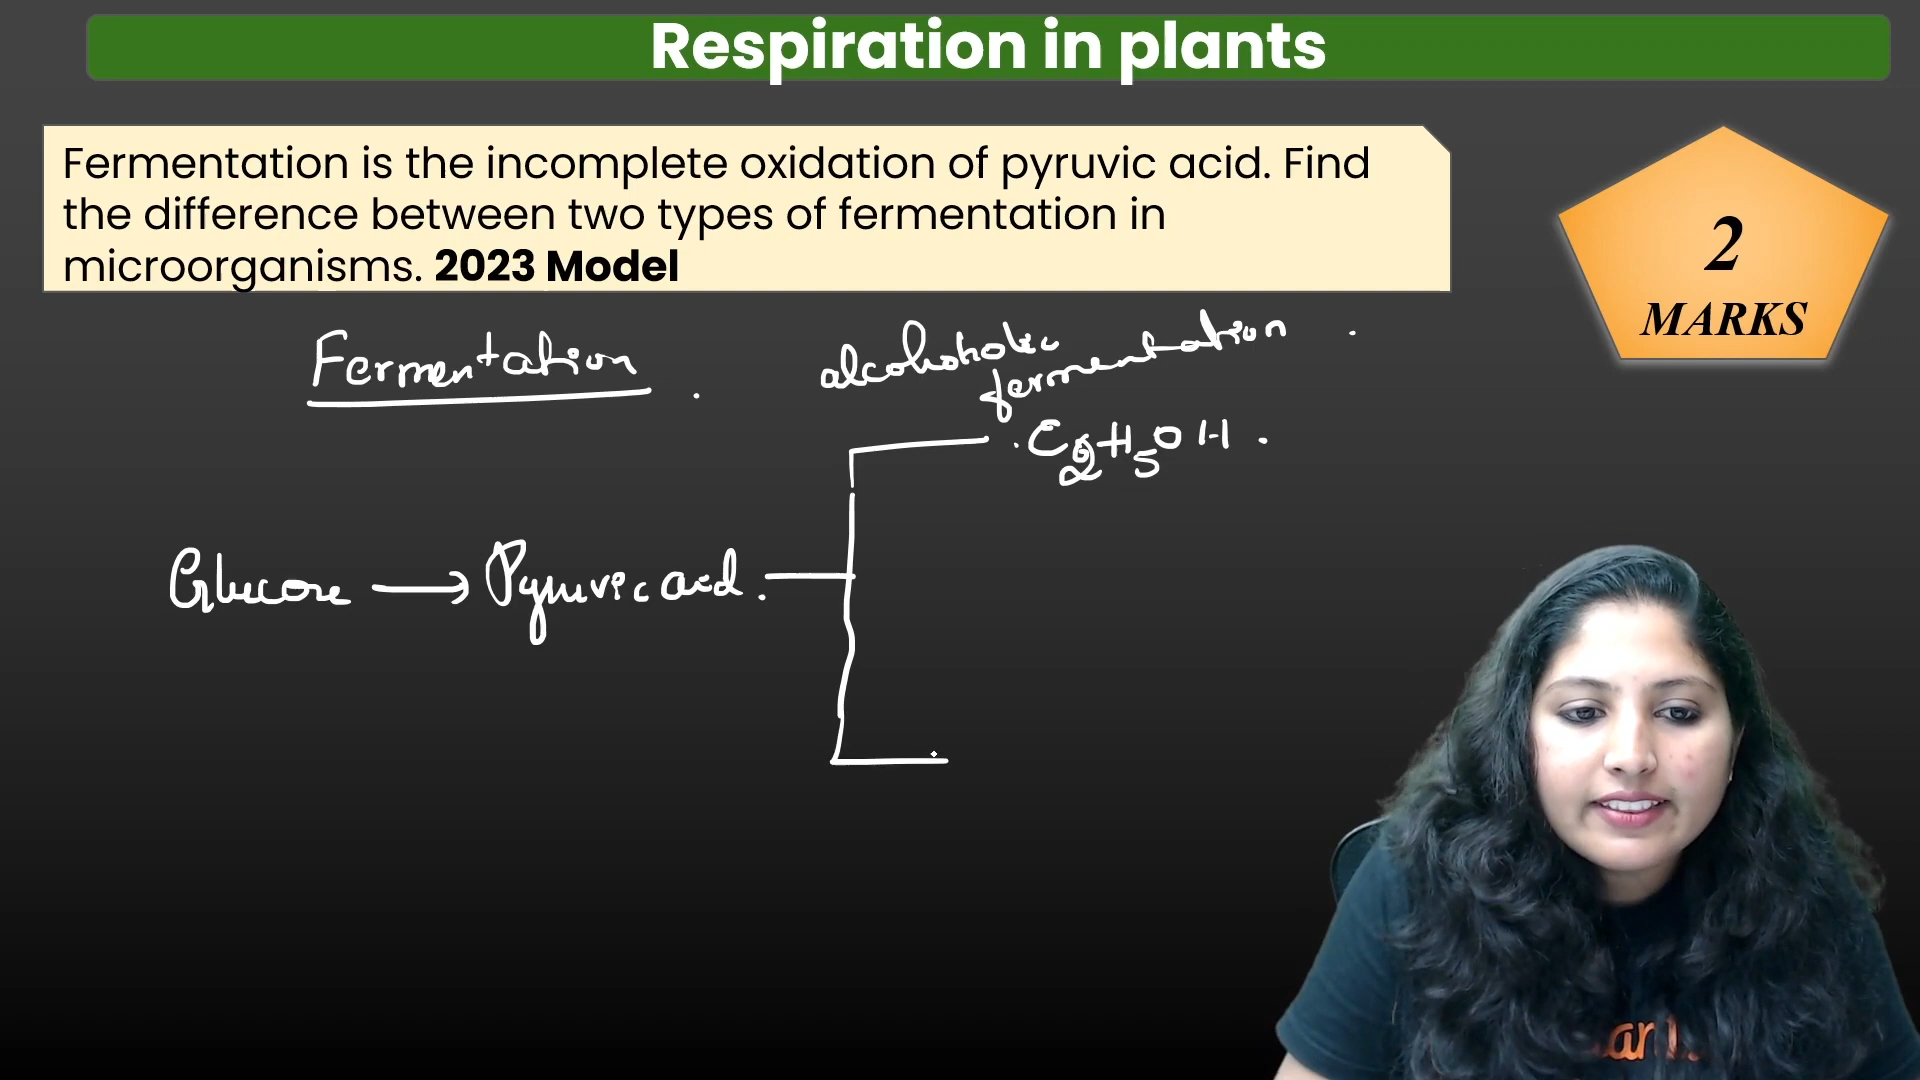 Respiration in plants
Fermentation is the incomplete oxidation of pyruvic acid. Find
the difference between two types of fermentation in
microorganisms. 2023 Model
2
MARKS
Fermentation.
alcohoholic
fermentation
C2H5OH.
Glucose → Pyruvic acid.